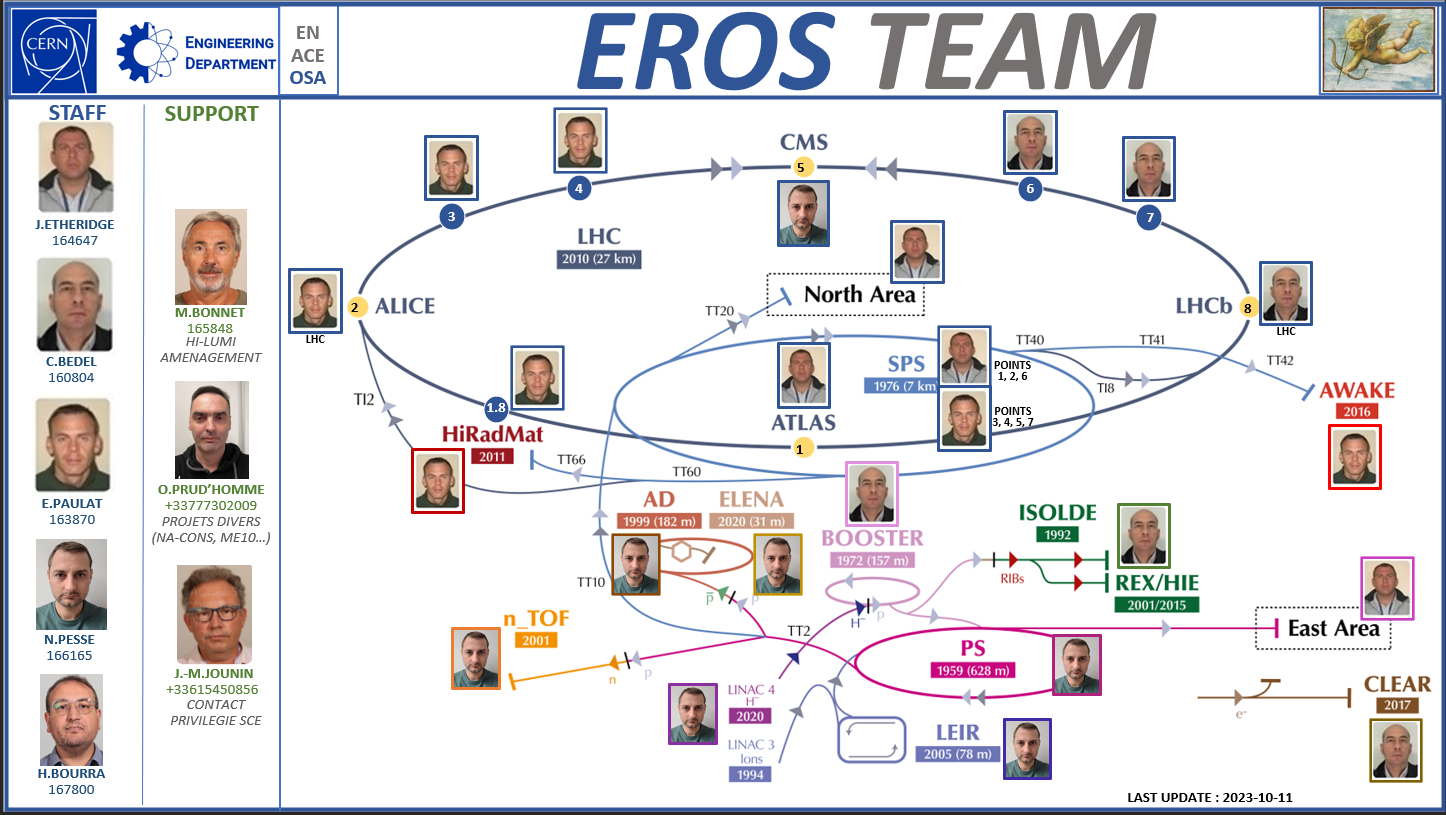 CERN
ENGINEERING
DEPARTMENT
EN
ACE
OSA
EROS TEAM
STAFF
J.ETHERIDGE
164647
C.BEDEL
160804
E.PAULAT
163870
N.PESSE
166165
H.BOURRA
167800
SUPPORT
M.BONNET
165848
HI-LUMI
AMENAGEMENT
O.PRUD'HOMME
+33777302009
PROJETS DIVERS
(NA-CONS, ME10...)
J.-M.JOUNIN
+33615450856
CONTACT
PRIVILEGIE SCE
CMS
5
4
6
3
7
LHC
2010 (27 km)
North Area
2
ALICE
LHC
TT20
LHCb
8
LHC
SPS
1976 (7 km)
POINTS
1, 2, 6
POINTS
3, 4, 5, 7
TT40
TT41
TT42
TI8
TI2
1.8
ATLAS
1
AWAKE
2016
HiRadMat
2011
TT66
TT60
AD
1999 (182 m)
ELENA
2020 (31 m)
BOOSTER
1972 (157 m)
ISOLDE
1992
RIBs
REX/HIE
2001/2015
TT10
p̄
p
n_TOF
2001
n
p
TT2
H⁻
p
East Area
PS
1959 (628 m)
LINAC 4
H⁻
2020
LINAC 3
Ions
1994
LEIR
2005 (78 m)
e⁻
CLEAR
2017
LAST UPDATE : 2023-10-11